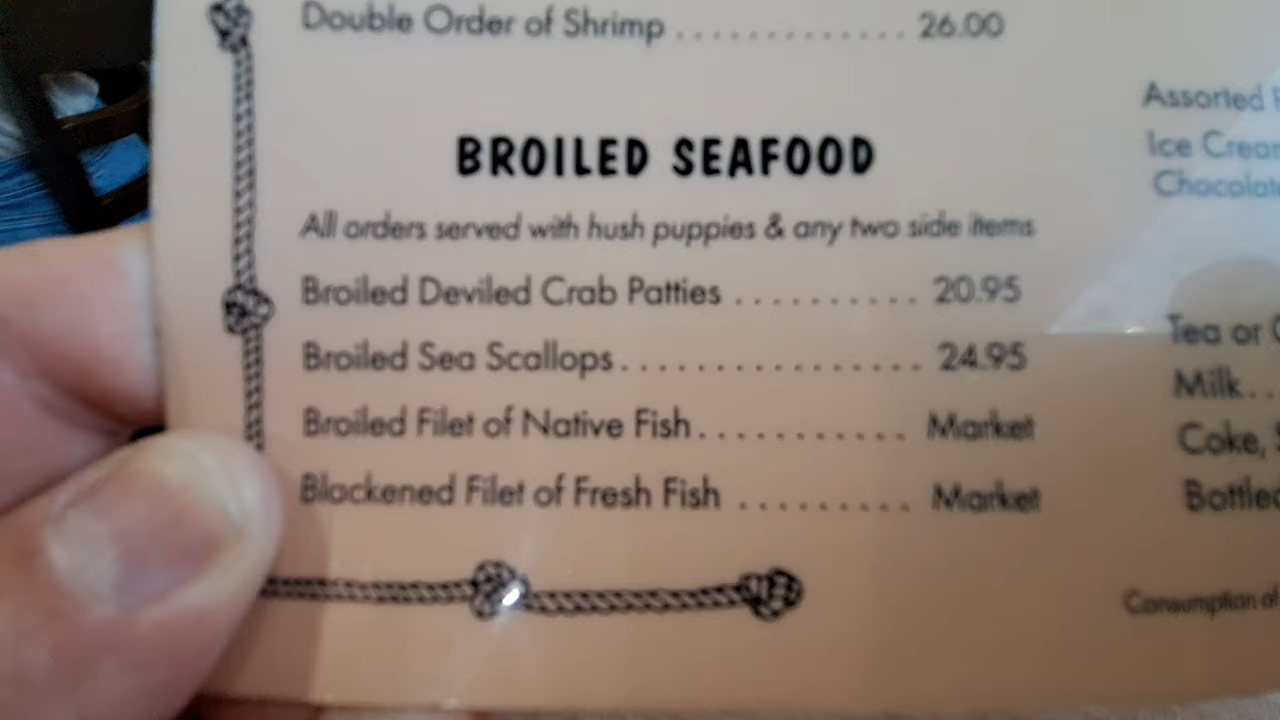 Double Order of Shrimp ............. 26.00
BROILED SEAFOOD
All orders served with hush puppies & any two side items
Broiled Deviled Crab Patties .......... 20.95
Broiled Sea Scallops................ 24.95
Broiled Filet of Native Fish........... Market
Blackened Filet of Fresh Fish ......... Market
Assorted
Ice
Tea or
Milk..
Coke,
Consumption of